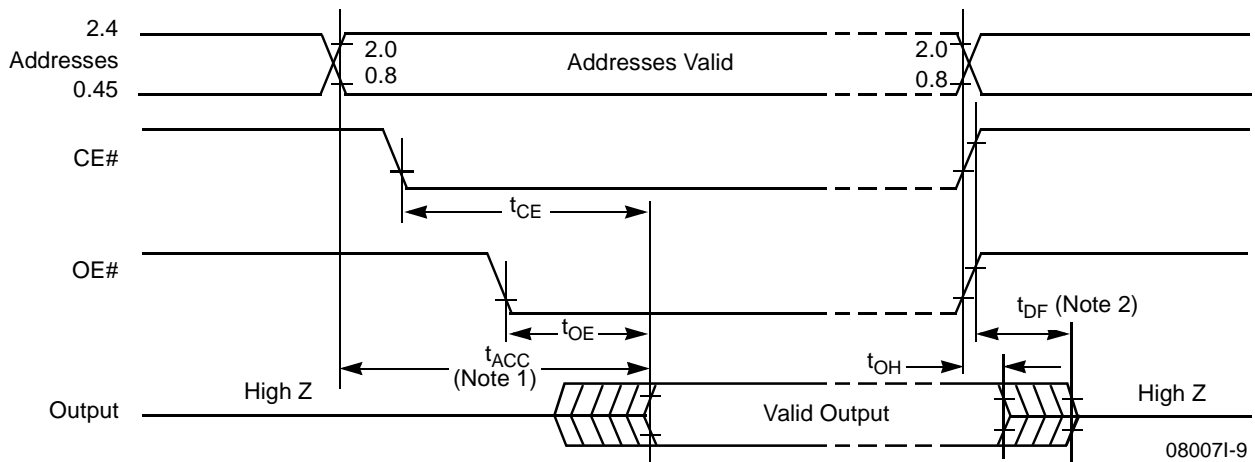 2.4
Addresses
0.45
2.0
0.8
Addresses Valid
2.0
0.8
CE#
tCE
OE#
tOE
tDF (Note 2)
tACC
(Note 1)
tOH
High Z
Output
Valid Output
High Z
08007I-9